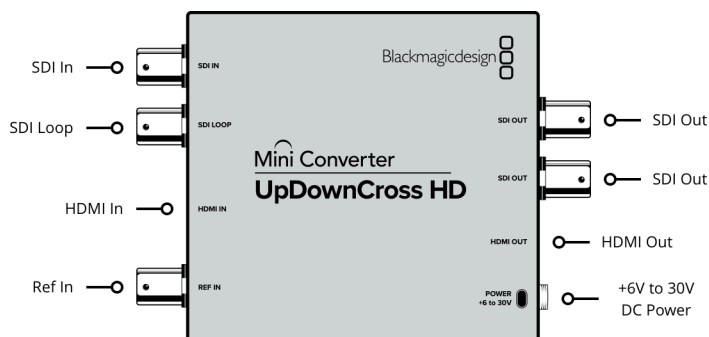 SDI In
SDI Loop
HDMI In
Ref In
SDI IN
SDI LOOP
HDMI IN
REF IN
Blackmagicdesign
Mini Converter
UpDownCross HD
SDI OUT
SDI OUT
HDMI OUT
POWER
+6 to 30V
SDI Out
SDI Out
HDMI Out
+6V to 30V
DC Power